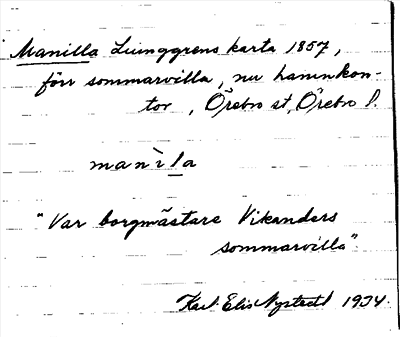 Manilla Ljunggrens karta 1857,
förr sommarvilla, nu hamnkon-
tor, Örebro st, Örebro l.
manìla
"Var borgmästare Vikanders
sommarvilla".
Karl-Elis Nystedt 1934.